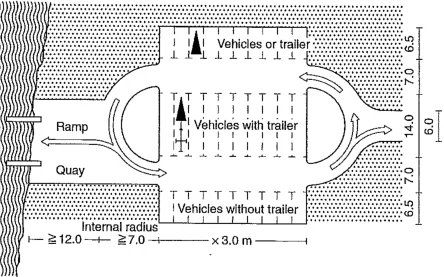 Vehicles or trailer
6.5
7.0
Ramp
Vehicles with trailer
14.0
6.0
Quay
7.0
Vehicles without trailer
6.5
Internal radius
≧12.0
≧7.0
×3.0 m